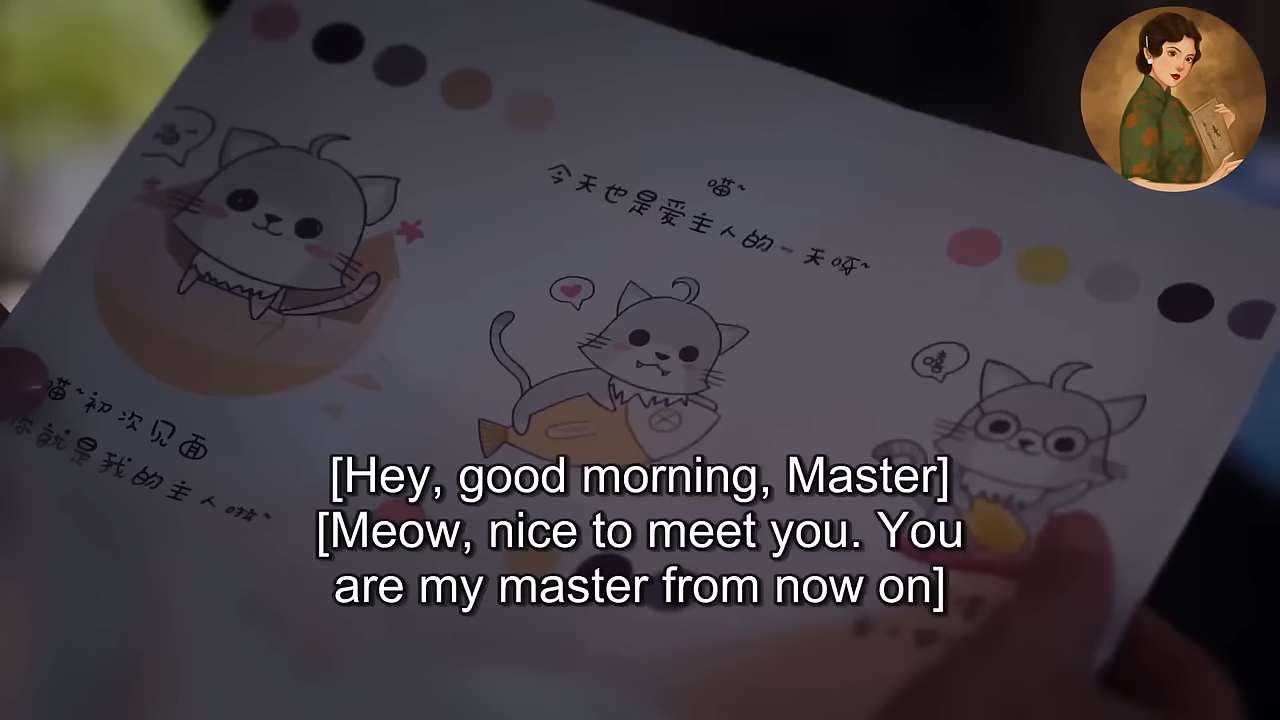 喵~
喵~
今天也是爱主人的一天呀~
嘻
喵~初次见面
你就是我的主人啦~
[Hey, good morning, Master]
[Meow, nice to meet you. You
are my master from now on]